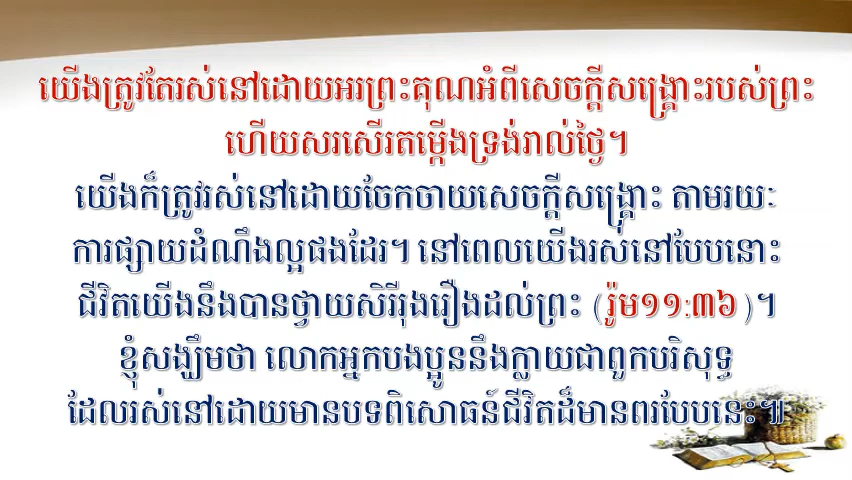 យើងត្រូវតែរស់នៅដោយអរព្រះគុណអំពីសេចក្ដីសង្គ្រោះរបស់ព្រះ
ហើយសរសើរតម្កើងទ្រង់រាល់ថ្ងៃ។
យើងក៏ត្រូវរស់នៅដោយចែកចាយសេចក្ដីសង្គ្រោះ តាមរយៈ
ការផ្សាយដំណឹងល្អផងដែរ។ នៅពេលយើងរស់នៅបែបនោះ
ជីវិតយើងនឹងបានថ្វាយសិរីរុងរឿងដល់ព្រះ (រ៉ូម១១:៣៦)។
ខ្ញុំសង្ឃឹមថា លោកអ្នកបងប្អូននឹងក្លាយជាពួកបរិសុទ្ធ
ដែលរស់នៅដោយមានបទពិសោធន៍ជីវិតដ៏មានពរបែបនេះ៕